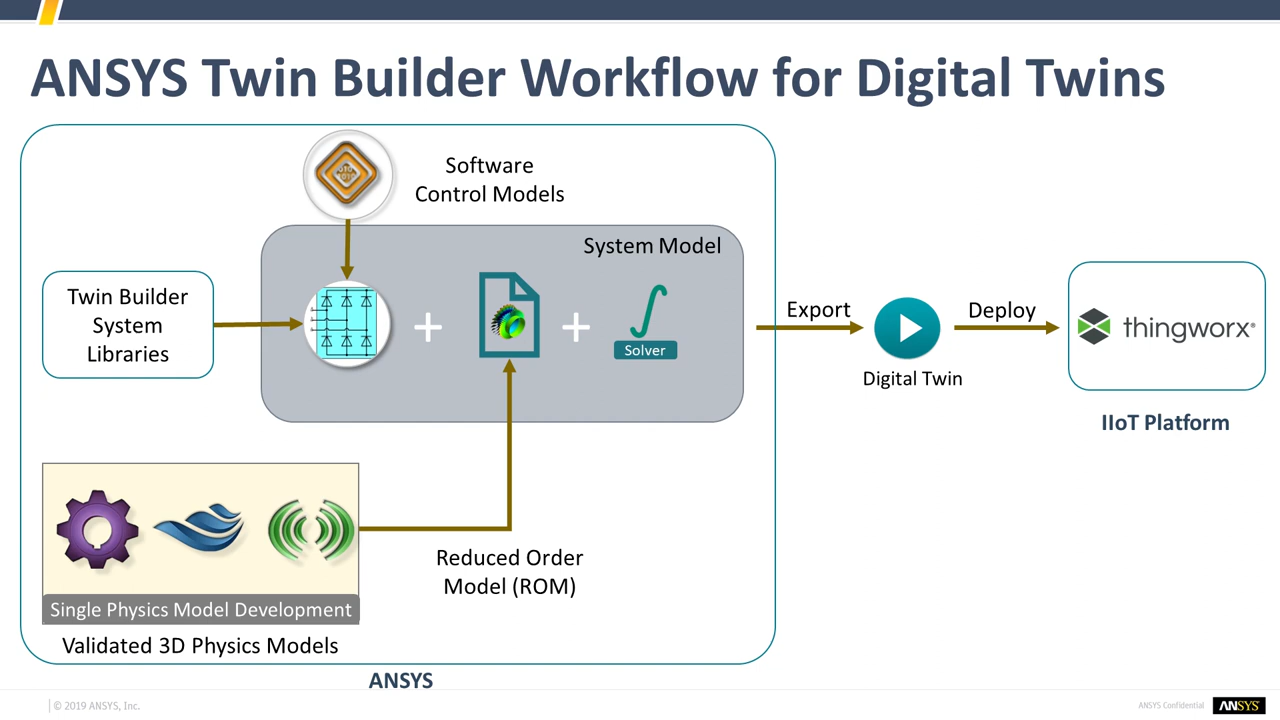 ANSYS Twin Builder Workflow for Digital Twins
Software
Control Models
System Model
Twin Builder
System
Libraries
Solver
Export
Digital Twin
Deploy
thingworx®
IIoT Platform
Reduced Order
Model (ROM)
Single Physics Model Development
Validated 3D Physics Models
ANSYS
© 2019 ANSYS, Inc.
ANSYS Confidential
ANSYS